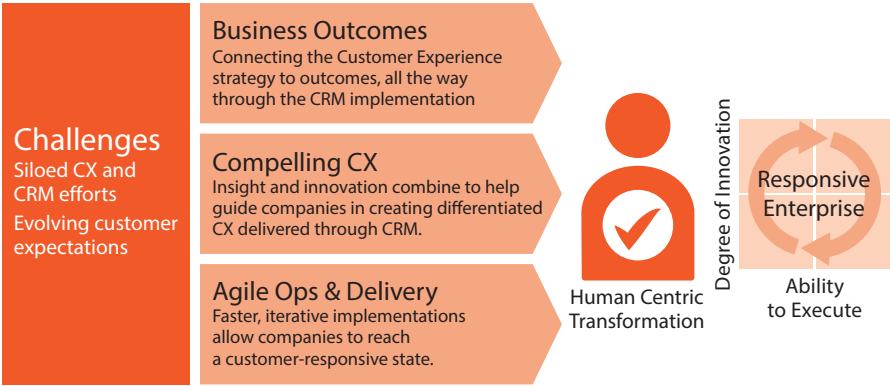 Challenges
Siloed CX and
CRM efforts
Evolving customer
expectations
Business Outcomes
Connecting the Customer Experience
strategy to outcomes, all the way
through the CRM implementation
Compelling CX
Insight and innovation combine to help
guide companies in creating differentiated
CX delivered through CRM.
Agile Ops & Delivery
Faster, iterative implementations
allow companies to reach
a customer-responsive state.
Human Centric
Transformation
Degree of Innovation
Responsive
Enterprise
Ability
to Execute